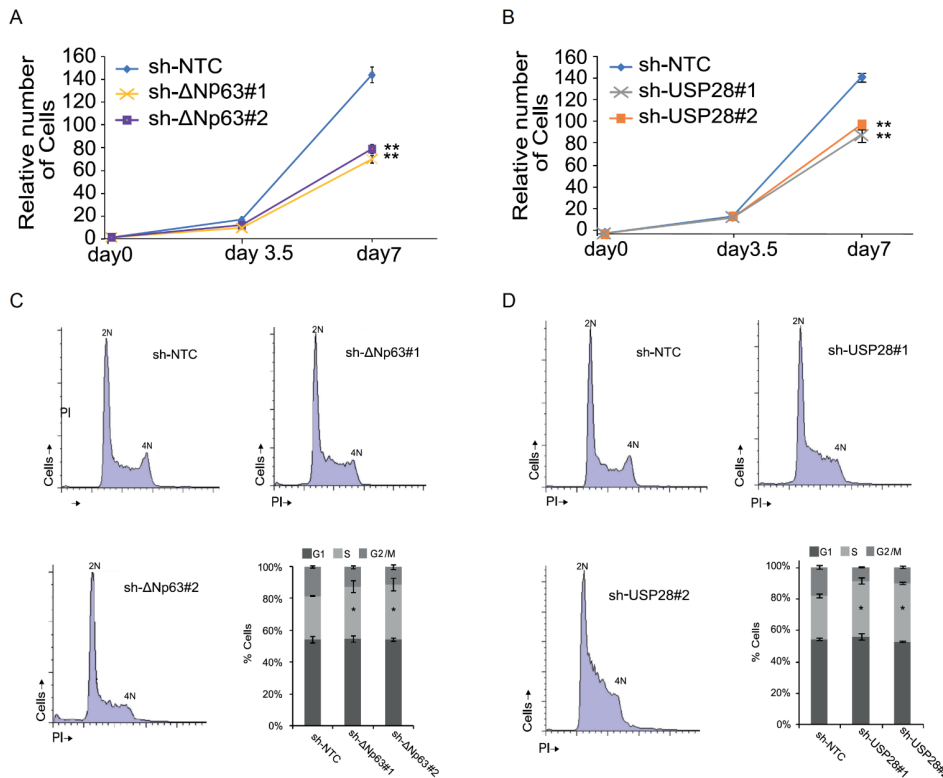 A
Relative number
of Cells
160
140
120
100
80
60
40
20
0
sh-NTC
sh-ΔNP63#1
sh-ΔNp63#2
**
**
day0
day 3.5
day7
B
Relative number
of Cells
160
140
120
100
80
60
40
20
0
sh-NTC
sh-USP28#1
sh-USP28#2
**
**
day0
day3.5
day7
C
2N
sh-NTC
PI
4N
Cells→
→
2N
sh-ΔNp63#1
4N
Cells→
PI→
2N
sh-ΔNp63#2
4N
Cells→
PI→
G1 S G2/M
100%
80%
60%
40%
20%
0%
% Cells
*
*
sh-NTC
sh-ΔNp63#1
sh-ΔNp63#2
D
2N
sh-NTC
4N
Cells→
PI→
2N
sh-USP28#1
4N
Cells→
PI→
2N
sh-USP28#2
4N
Cells→
PI→
G1 S G2/M
100%
80%
60%
40%
20%
0%
% Cells
*
*
sh-NTC
sh-USP28#1